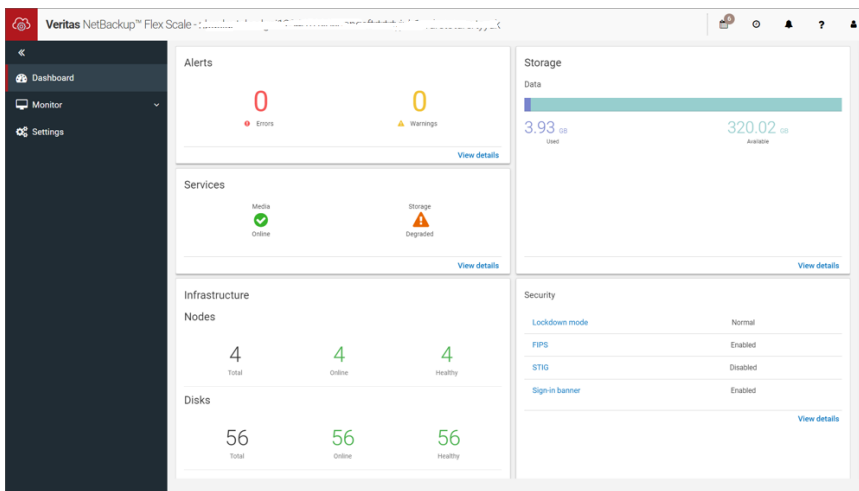 Veritas NetBackup™ Flex Scale -
6
?
Dashboard
Monitor
Settings
Alerts
0
Errors
0
Warnings
View details
Services
Media
Online
Storage
Degraded
View details
Infrastructure
Nodes
4
Total
4
Online
4
Healthy
Disks
56
Total
56
Online
56
Healthy
Storage
Data
3.93 GB
Used
320.02 GB
Available
View details
Security
Lockdown mode Normal
FIPS Enabled
STIG Disabled
Sign-in banner Enabled
View details